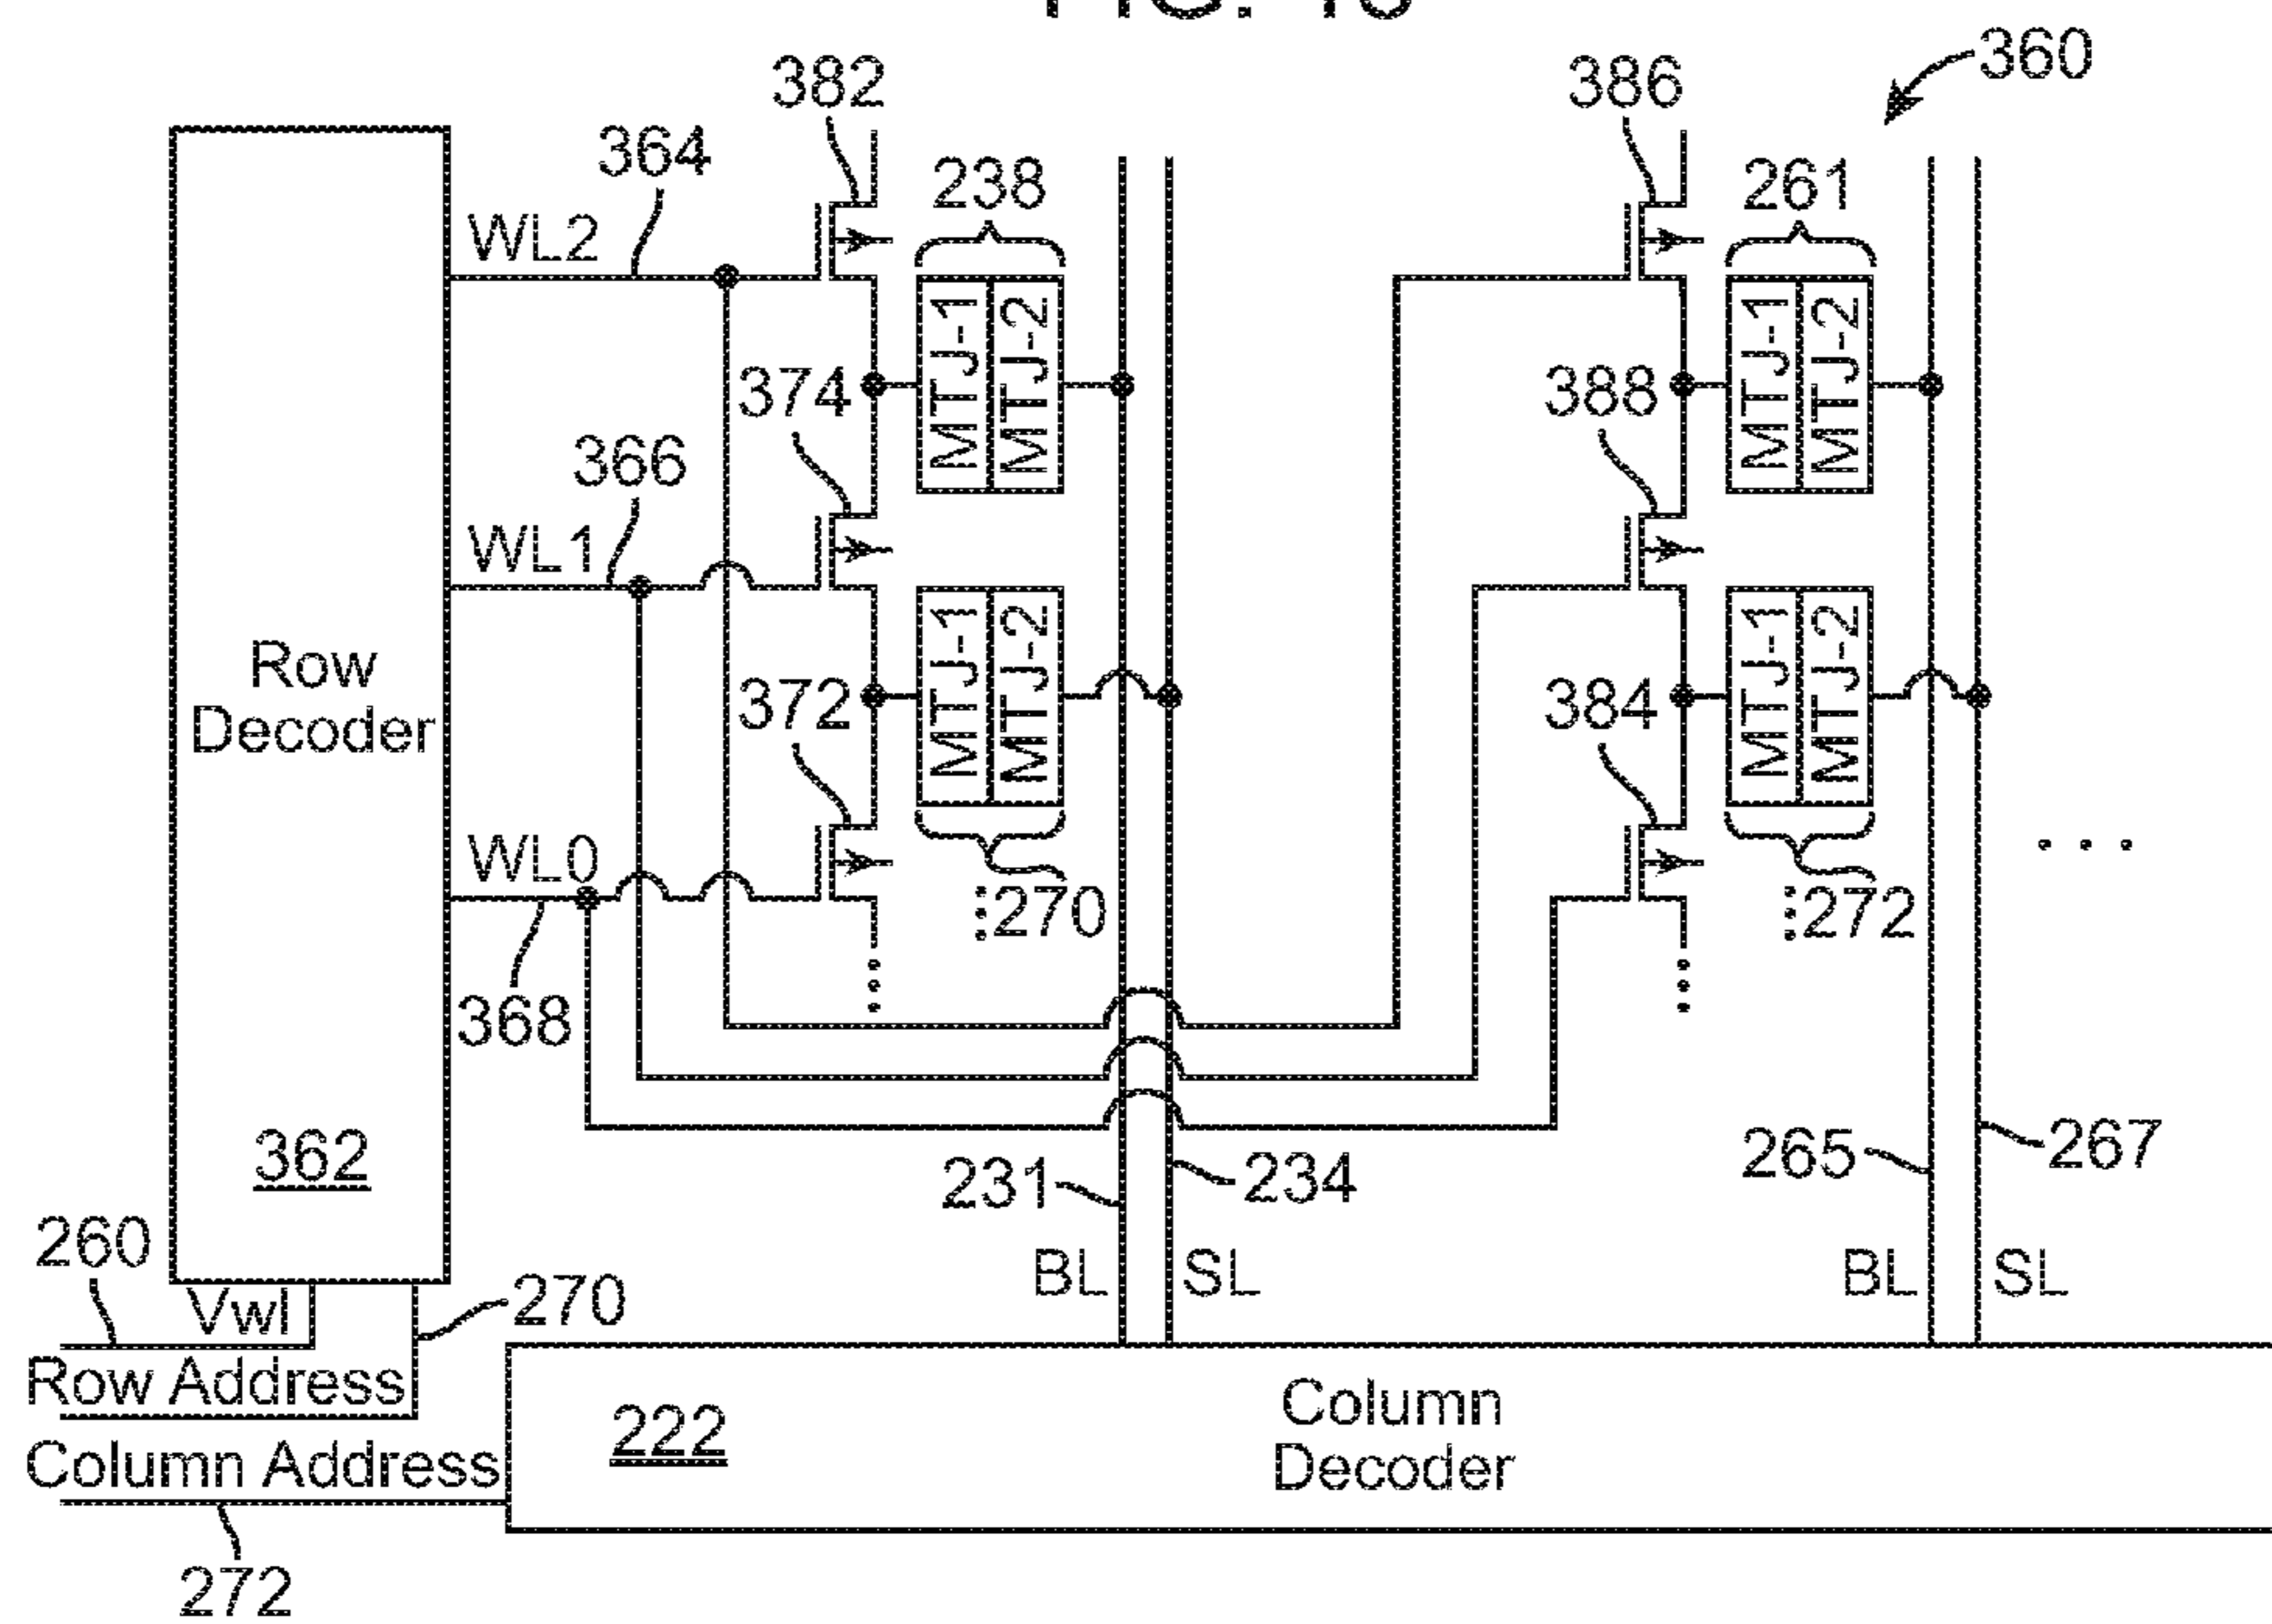 360
382
386
364
238
261
WL2
MTJ-1
MTJ-2
MTJ-1
MTJ-2
374
388
366
WL1
MTJ-1
MTJ-2
MTJ-1
MTJ-2
Row
Decoder
372
384
WL0
270
272
368
362
231
234
265
267
260
BL
SL
BL
SL
Vwl
270
Row Address
Column Address
222
Column
Decoder
272